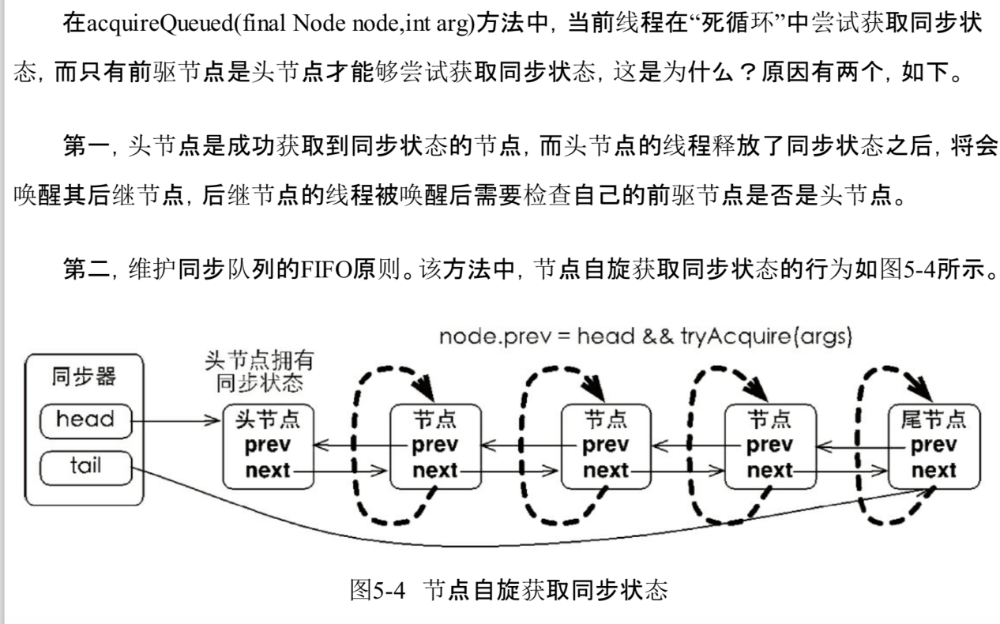 在acquireQueued(final Node node,int arg)方法中，当前线程在“死循环”中尝试获取同步状
态，而只有前驱节点是头节点才能够尝试获取同步状态，这是为什么？原因有两个，如下。
第一，头节点是成功获取到同步状态的节点，而头节点的线程释放了同步状态之后，将会
唤醒其后继节点，后继节点的线程被唤醒后需要检查自己的前驱节点是否是头节点。
第二，维护同步队列的FIFO原则。该方法中，节点自旋获取同步状态的行为如图5-4所示。
node.prev = head && tryAcquire(args)
同步器
head
tail
头节点拥有
同步状态
头节点
prev
next
节点
prev
next
节点
prev
next
节点
prev
next
尾节点
prev
next
图5-4 节点自旋获取同步状态